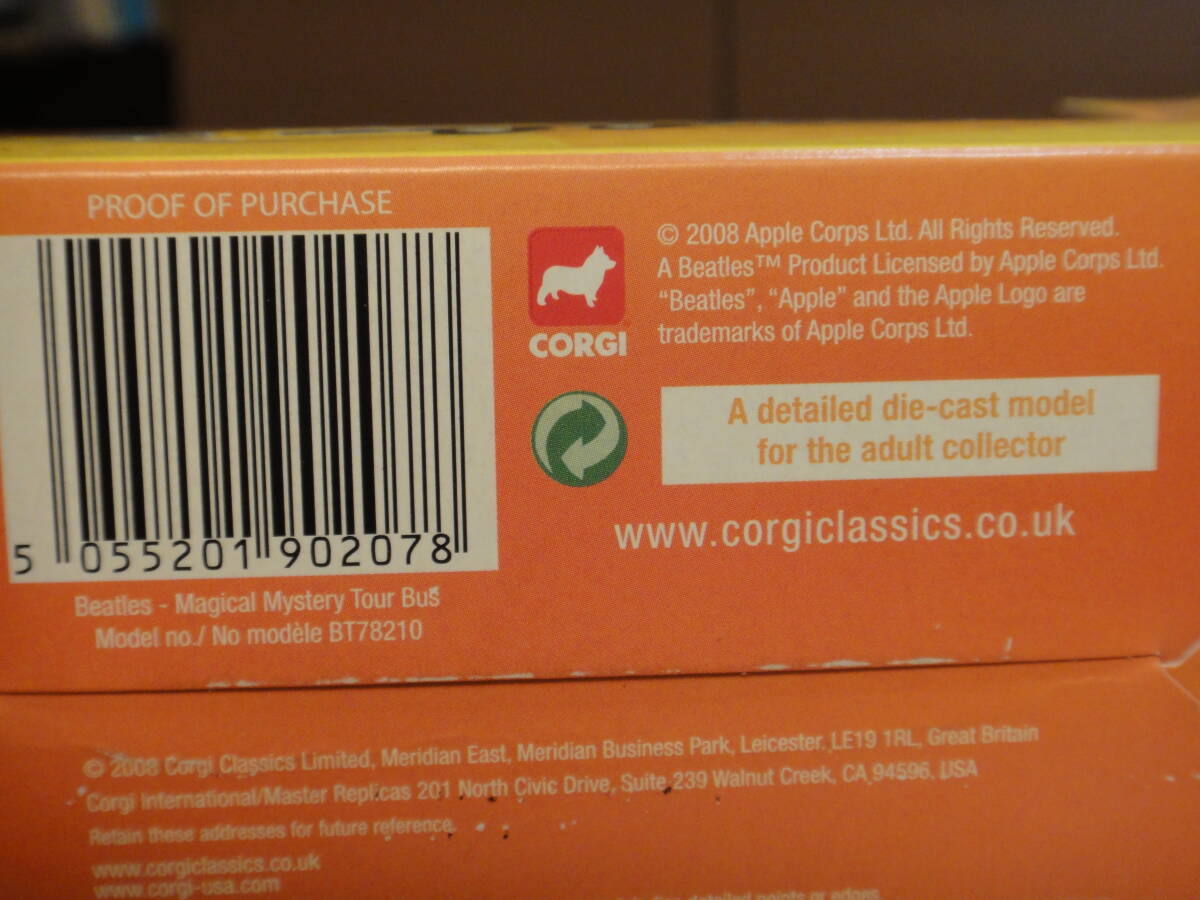 PROOF OF PURCHASE
5 055201 902078
Beatles - Magical Mystery Tour Bus
Model no./ No modèle BT78210
CORGI
© 2008 Apple Corps Ltd. All Rights Reserved.
A Beatles™ Product Licensed by Apple Corps Ltd.
“Beatles”, “Apple” and the Apple Logo are
trademarks of Apple Corps Ltd.
A detailed die-cast model
for the adult collector
www.corgiclassics.co.uk
© 2008 Corgi Classics Limited, Meridian East, Meridian Business Park, Leicester. LE19 1RL, Great Britain
Corgi International/Master Replicas 201 North Civic Drive, Suite 239 Walnut Creek, CA 94596, USA
Retain these addresses for future reference.
www.corgiclassics.co.uk
www.corgi-usa.com
detailed points or edges.